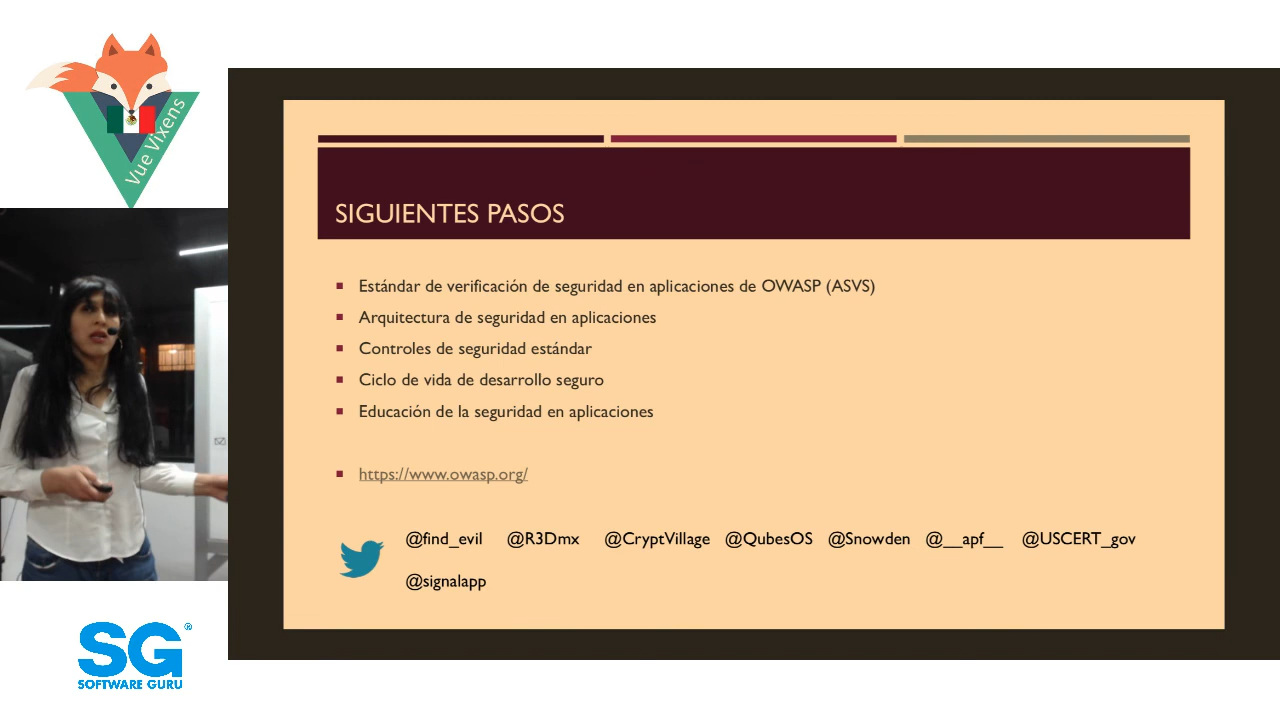 Vue Vixens
SIGUIENTES PASOS
Estándar de verificación de seguridad en aplicaciones de OWASP (ASVS)
Arquitectura de seguridad en aplicaciones
Controles de seguridad estándar
Ciclo de vida de desarrollo seguro
Educación de la seguridad en aplicaciones
https://www.owasp.org/
@find_evil @R3Dmx @CryptVillage @QubesOS @Snowden @__apf__ @USCERT_gov
@signalapp
SG®
SOFTWARE GURU